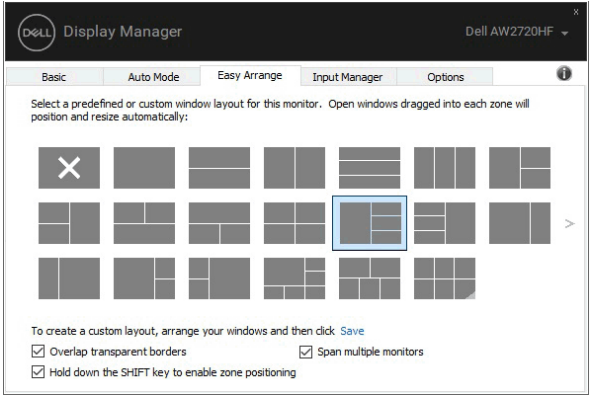 x
DELL Display Manager
Dell AW2720HF
Basic
Auto Mode
Easy Arrange
Input Manager
Options
i
Select a predefined or custom window layout for this monitor. Open windows dragged into each zone will
position and resize automatically:
>
To create a custom layout, arrange your windows and then click Save
Overlap transparent borders
Span multiple monitors
Hold down the SHIFT key to enable zone positioning